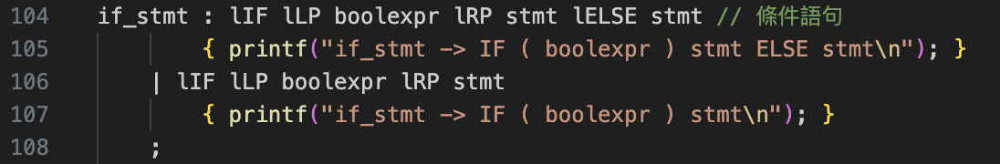 104 if_stmt : lIF lLP boolexpr lRP stmt lELSE stmt // 條件語句
105 { printf("if_stmt -> IF ( boolexpr ) stmt ELSE stmt\n"); }
106 | lIF lLP boolexpr lRP stmt
107 { printf("if_stmt -> IF ( boolexpr ) stmt\n"); }
108 ;